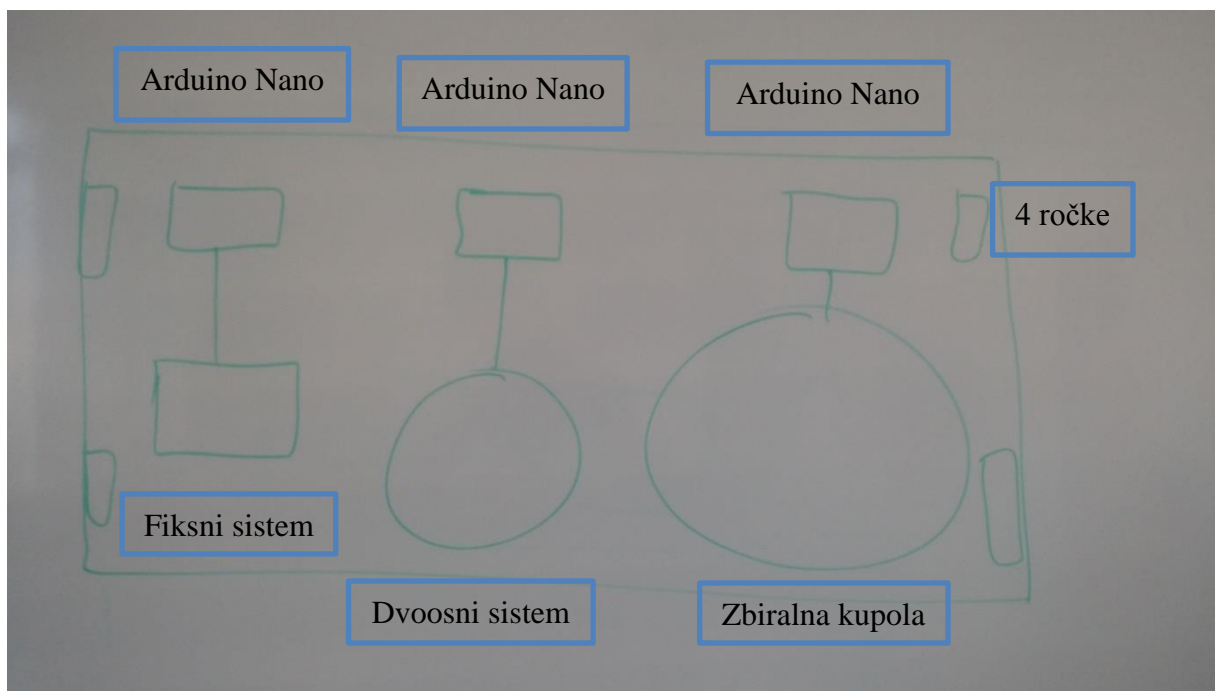 Arduino Nano
Arduino Nano
Arduino Nano
4 ročke
Fiksni sistem
Dvoosni sistem
Zbiralna kupola